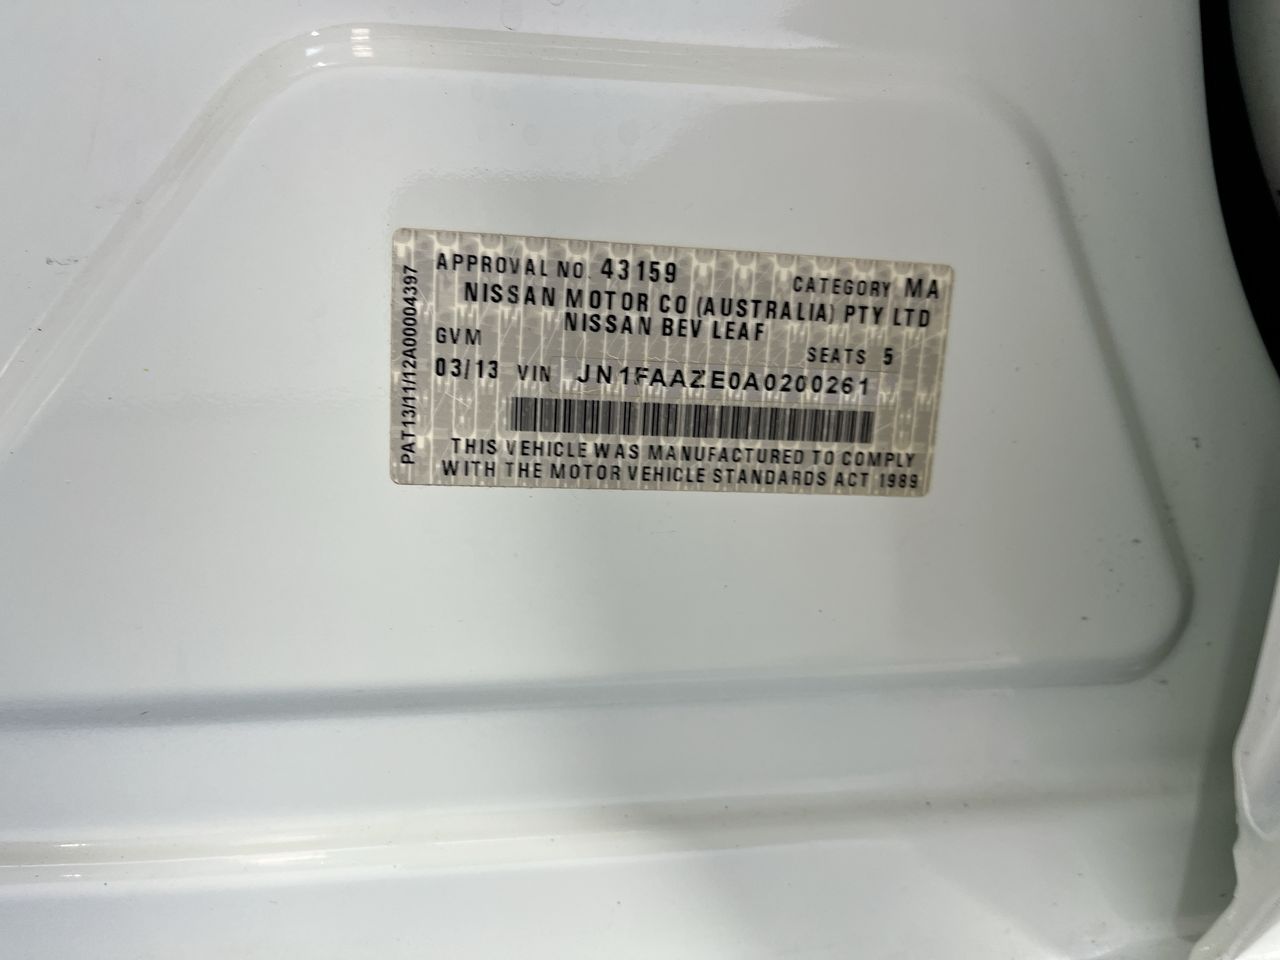 APPROVAL NO. 43159 CATEGORY MA
NISSAN MOTOR CO (AUSTRALIA) PTY LTD
NISSAN BEV LEAF
GVM SEATS 5
03/13 VIN JN1FAAZE0A0200261
THIS VEHICLE WAS MANUFACTURED TO COMPLY
WITH THE MOTOR VEHICLE STANDARDS ACT 1989
PAT13/11/12A00004397